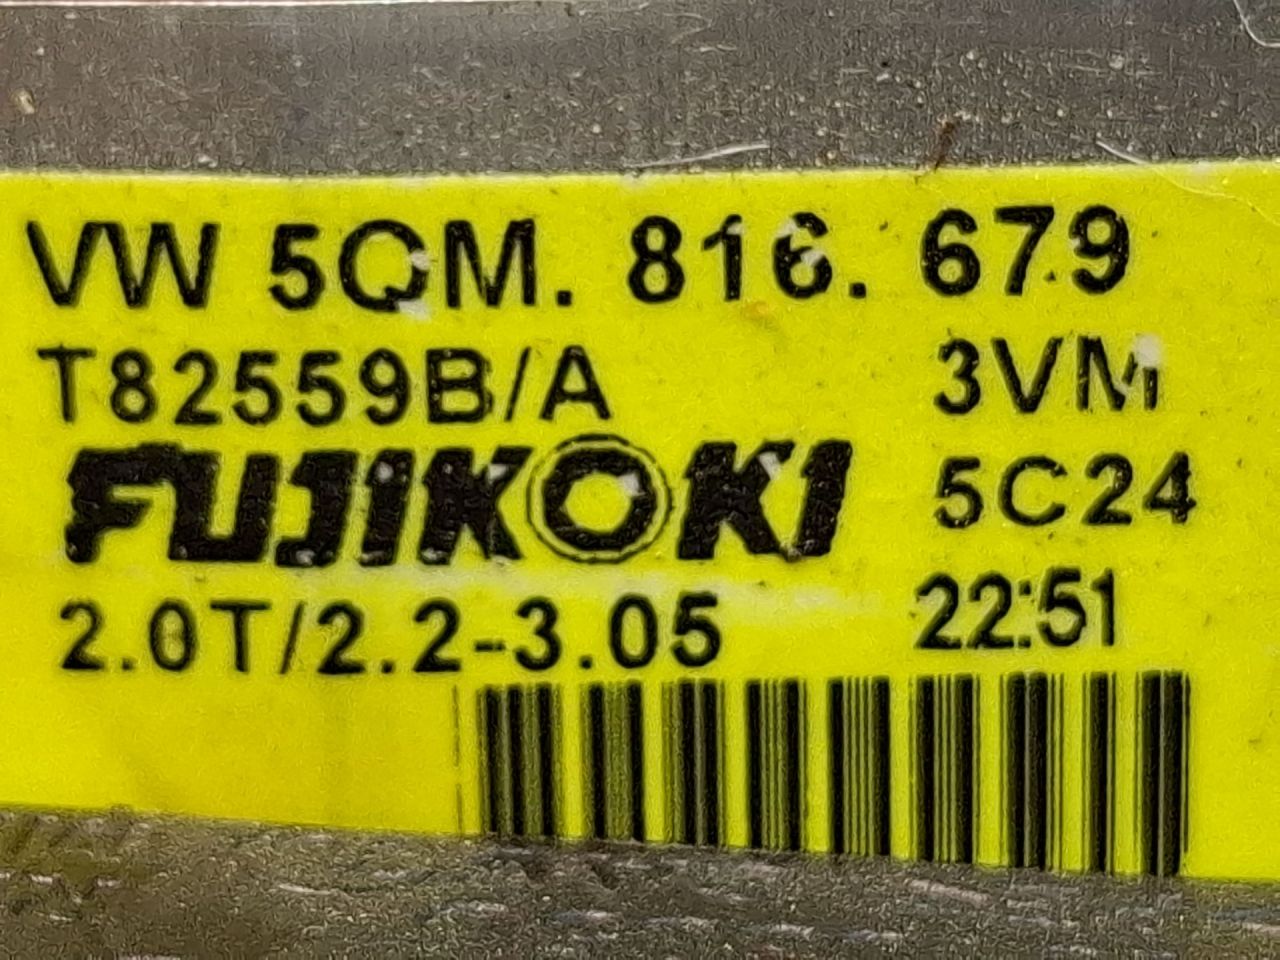 VW 5QM. 816. 679
T82559B/A 3VM
FUJIKOKI 5C24
2.0T/2.2-3.05 22:51